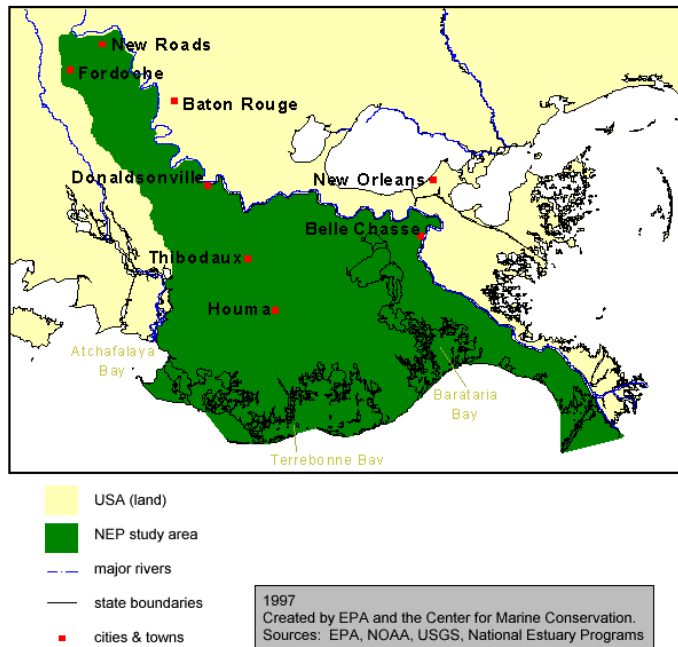 New Roads
Fordoche
Baton Rouge
Donaldsonville
New Orleans
Belle Chasse
Thibodaux
Houma
Atchafalaya
Bay
Barataria
Bay
Terrebonne Bay
USA (land)
NEP study area
major rivers
state boundaries
cities & towns
1997
Created by EPA and the Center for Marine Conservation.
Sources: EPA, NOAA, USGS, National Estuary Programs